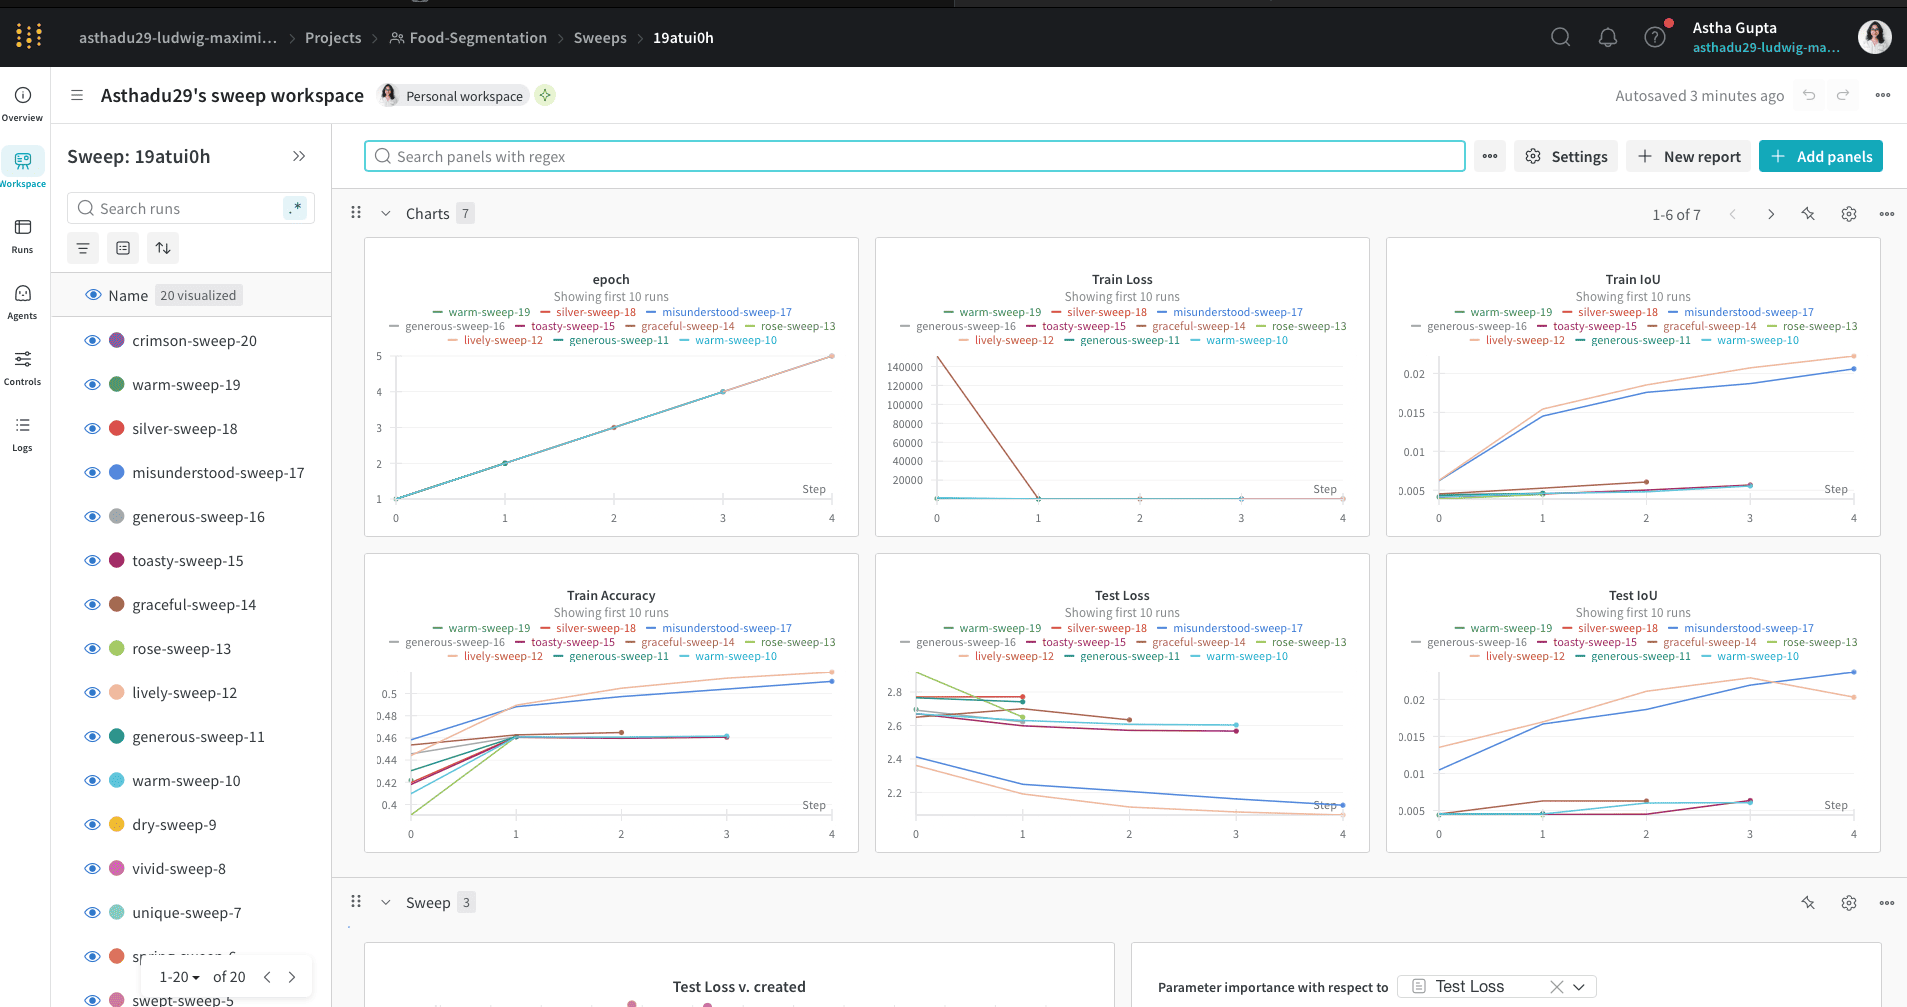 asthadu29-ludwig-maximi... > Projects > Food-Segmentation > Sweeps > 19atui0h
Astha Gupta
asthadu29-ludwig-ma...
Asthadu29's sweep workspace Personal workspace
Autosaved 3 minutes ago
Overview
Workspace
Runs
Agents
Controls
Logs
Sweep: 19atui0h
Search runs .*
Name 20 visualized
crimson-sweep-20
warm-sweep-19
silver-sweep-18
misunderstood-sweep-17
generous-sweep-16
toasty-sweep-15
graceful-sweep-14
rose-sweep-13
lively-sweep-12
generous-sweep-11
warm-sweep-10
dry-sweep-9
vivid-sweep-8
unique-sweep-7
swept-sweep-5
1-20 of 20
Search panels with regex
Settings
New report
Add panels
Charts 7
1-6 of 7
epoch
Showing first 10 runs
warm-sweep-19 silver-sweep-18 misunderstood-sweep-17
generous-sweep-16 toasty-sweep-15 graceful-sweep-14 rose-sweep-13
lively-sweep-12 generous-sweep-11 warm-sweep-10
5
4
3
2
1
Step
0 1 2 3 4
Train Loss
Showing first 10 runs
warm-sweep-19 silver-sweep-18 misunderstood-sweep-17
generous-sweep-16 toasty-sweep-15 graceful-sweep-14 rose-sweep-13
lively-sweep-12 generous-sweep-11 warm-sweep-10
140000
120000
100000
80000
60000
40000
20000
Step
0 1 2 3 4
Train IoU
Showing first 10 runs
warm-sweep-19 silver-sweep-18 misunderstood-sweep-17
generous-sweep-16 toasty-sweep-15 graceful-sweep-14 rose-sweep-13
lively-sweep-12 generous-sweep-11 warm-sweep-10
0.02
0.015
0.01
0.005
Step
0 1 2 3 4
Train Accuracy
Showing first 10 runs
warm-sweep-19 silver-sweep-18 misunderstood-sweep-17
generous-sweep-16 toasty-sweep-15 graceful-sweep-14 rose-sweep-13
lively-sweep-12 generous-sweep-11 warm-sweep-10
0.5
0.48
0.46
0.44
0.42
0.4
Step
0 1 2 3 4
Test Loss
Showing first 10 runs
warm-sweep-19 silver-sweep-18 misunderstood-sweep-17
generous-sweep-16 toasty-sweep-15 graceful-sweep-14 rose-sweep-13
lively-sweep-12 generous-sweep-11 warm-sweep-10
2.8
2.6
2.4
2.2
Step
0 1 2 3 4
Test IoU
Showing first 10 runs
warm-sweep-19 silver-sweep-18 misunderstood-sweep-17
generous-sweep-16 toasty-sweep-15 graceful-sweep-14 rose-sweep-13
lively-sweep-12 generous-sweep-11 warm-sweep-10
0.02
0.015
0.01
0.005
Step
0 1 2 3 4
Sweep 3
Test Loss v. created
Parameter importance with respect to Test Loss